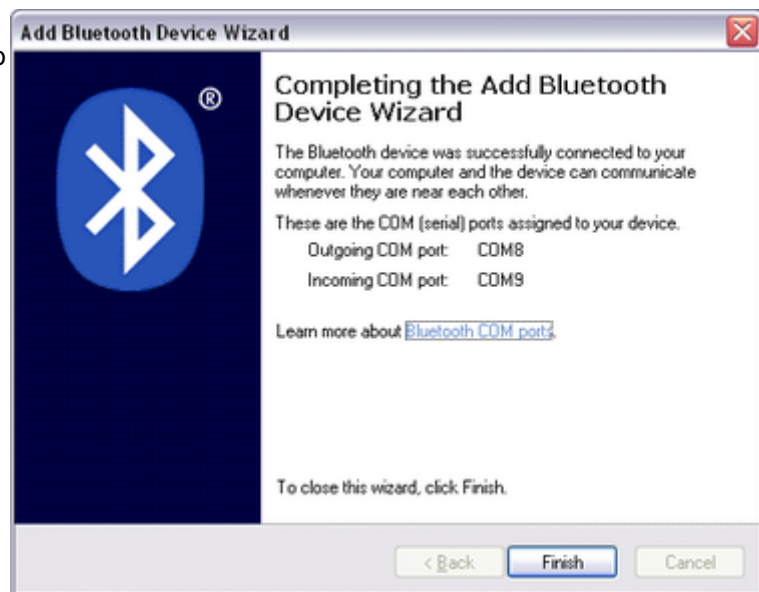 Add Bluetooth Device Wizard
®
Completing the Add Bluetooth
Device Wizard
The Bluetooth device was successfully connected to your
computer. Your computer and the device can communicate
whenever they are near each other.
These are the COM (serial) ports assigned to your device.
Outgoing COM port: COM8
Incoming COM port: COM9
Learn more about Bluetooth COM ports.
To close this wizard, click Finish.
< Back Finish Cancel